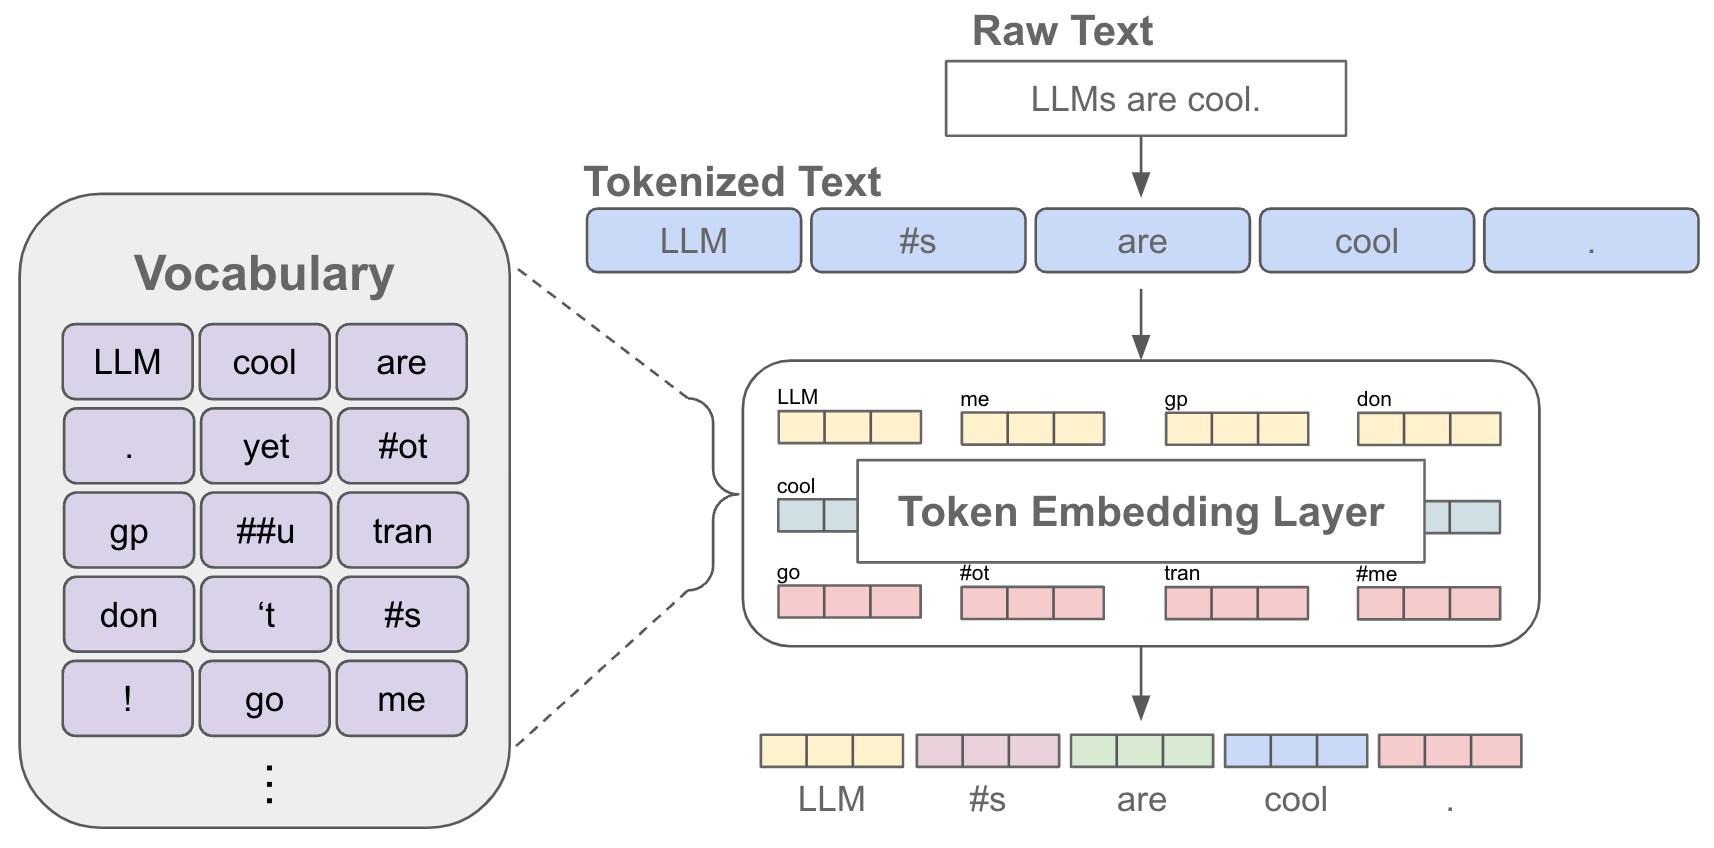 Raw Text
LLMs are cool.
Tokenized Text
LLM #s are cool .
Vocabulary
LLM cool are
. yet #ot
gp ##u tran
don ‘t #s
! go me
⋮
LLM me gp don
cool
Token Embedding Layer
go #ot tran #me
LLM #s are cool .